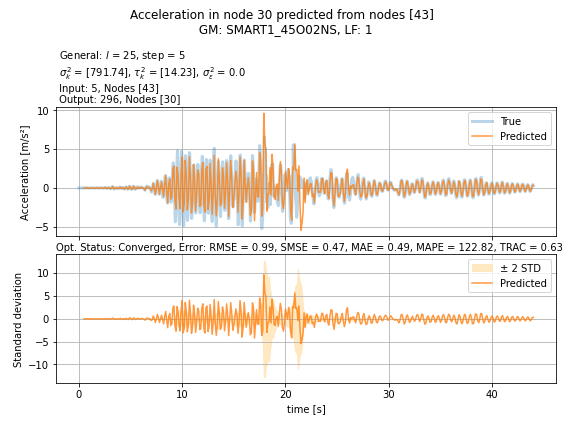 Acceleration in node 30 predicted from nodes [43]
GM: SMART1_45O02NS, LF: 1
General: l = 25, step = 5
σ²ₖ = [791.74], τ²ₖ = [14.23], σ²ε = 0.0
Input: 5, Nodes [43]
Output: 296, Nodes [30]
10
5
0
−5
Acceleration [m/s²]
True
Predicted
Opt. Status: Converged, Error: RMSE = 0.99, SMSE = 0.47, MAE = 0.49, MAPE = 122.82, TRAC = 0.63
10
5
0
−5
−10
Standard deviation
± 2 STD
Predicted
0 10 20 30 40
time [s]